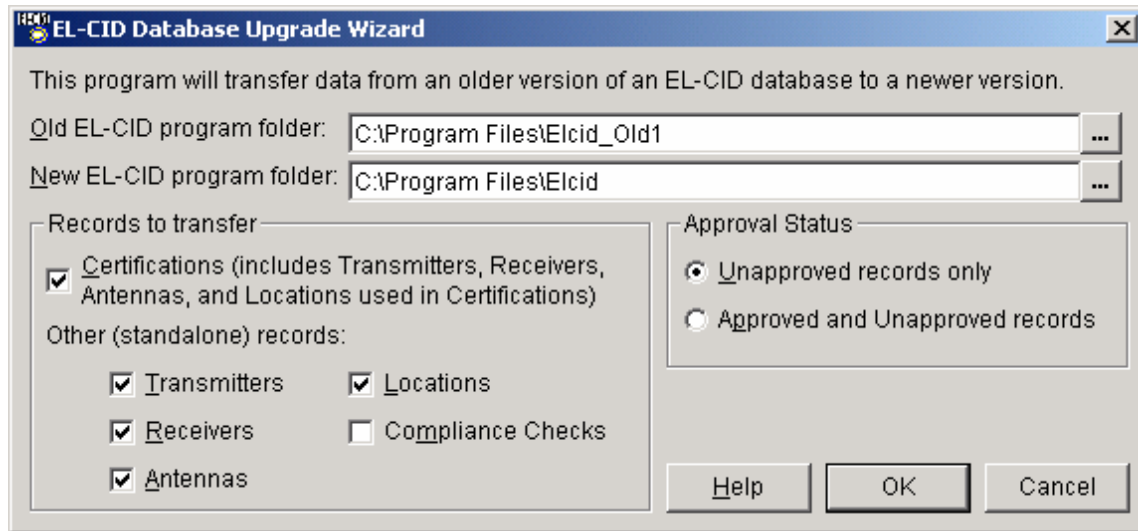 EL-CID Database Upgrade Wizard
This program will transfer data from an older version of an EL-CID database to a newer version.
Old EL-CID program folder: C:\Program Files\Elcid_Old1 ...
New EL-CID program folder: C:\Program Files\Elcid ...
Records to transfer
Certifications (includes Transmitters, Receivers,
Antennas, and Locations used in Certifications)
Other (standalone) records:
Transmitters Locations
Receivers Compliance Checks
Antennas
Approval Status
Unapproved records only
Approved and Unapproved records
Help OK Cancel